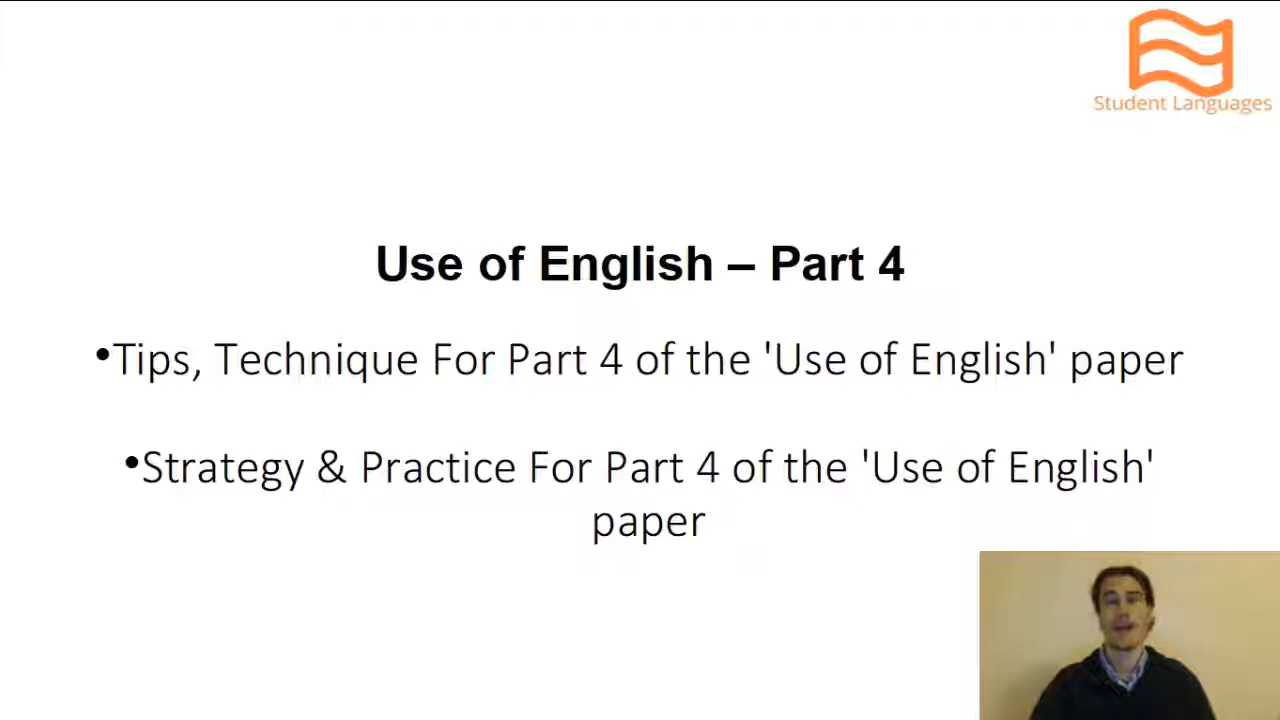 Student Languages
Use of English – Part 4
•Tips, Technique For Part 4 of the 'Use of English' paper
•Strategy & Practice For Part 4 of the 'Use of English'
paper